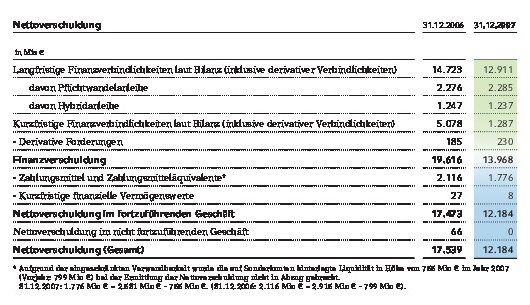 Nettoverschuldung 31.12.2006 31.12.2007
in Mio €
Langfristige Finanzverbindlichkeiten laut Bilanz (inklusive derivativer Verbindlichkeiten) 14.723 12.911
davon Pflichtwandelanleihe 2.276 2.285
davon Hybridanleihe 1.247 1.237
Kurzfristige Finanzverbindlichkeiten laut Bilanz (inklusive derivativer Verbindlichkeiten) 5.078 1.287
- Derivative Forderungen 185 230
Finanzverschuldung 19.616 13.968
- Zahlungsmittel und Zahlungsmitteläquivalente* 2.116 1.776
- Kurzfristige finanzielle Vermögenswerte 27 8
Nettoverschuldung im fortzuführenden Geschäft 17.473 12.184
Nettoverschuldung im nicht fortzuführenden Geschäft 66 0
Nettoverschuldung (Gesamt) 17.539 12.184
* Aufgrund der eingeschränkten Verwendbarkeit wurde die auf Sonderkonten hinterlegte Liquidität in Höhe von 766 Mio € im Jahr 2007
(Vorjahr: 799 Mio €) bei der Ermittlung der Nettoverschuldung nicht in Abzug gebracht.
31.12.2007: 1.776 Mio € = 2.531 Mio € - 766 Mio €. (31.12.2006: 2.116 Mio € = 2.915 Mio € - 799 Mio €).